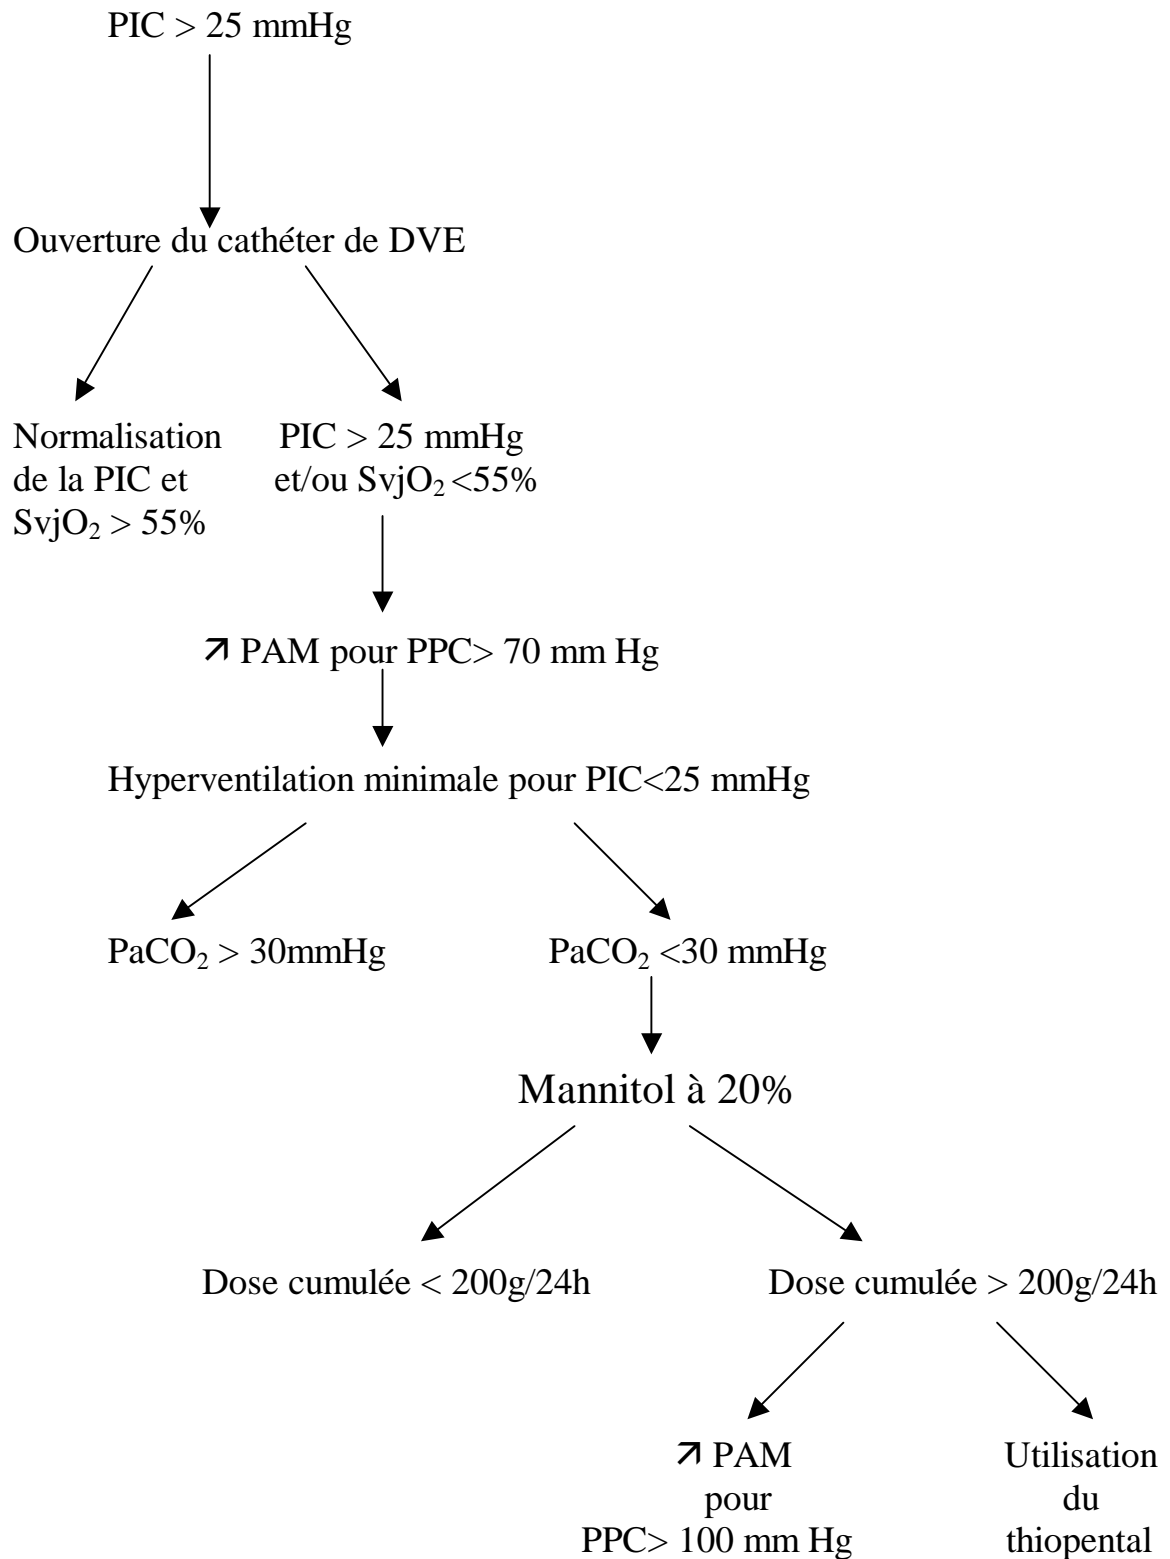 PIC > 25 mmHg
Ouverture du cathéter de DVE
Normalisation
de la PIC et
SvjO₂ > 55%
PIC > 25 mmHg
et/ou SvjO₂ <55%
↗ PAM pour PPC> 70 mm Hg
Hyperventilation minimale pour PIC<25 mmHg
PaCO₂ > 30mmHg
PaCO₂ <30 mmHg
Mannitol à 20%
Dose cumulée < 200g/24h
Dose cumulée > 200g/24h
↗ PAM
pour
PPC> 100 mm Hg
Utilisation
du
thiopental